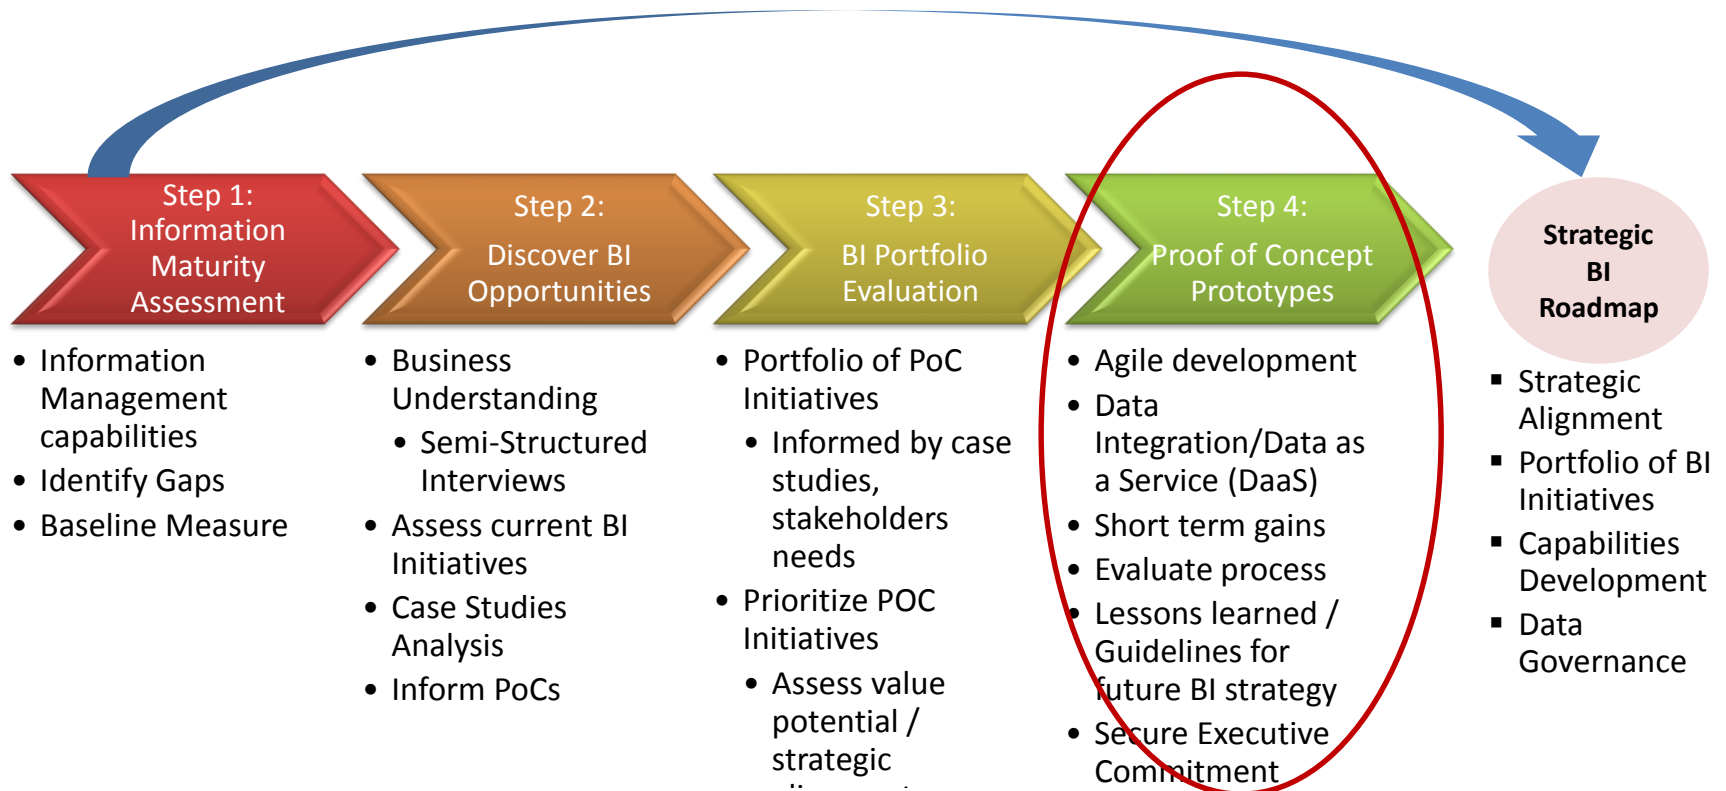 Step 1:
Information
Maturity
Assessment
• Information
Management
capabilities
• Identify Gaps
• Baseline Measure
Step 2:
Discover BI
Opportunities
• Business
Understanding
• Semi-Structured
Interviews
• Assess current BI
Initiatives
• Case Studies
Analysis
• Inform PoCs
Step 3:
BI Portfolio
Evaluation
• Portfolio of PoC
Initiatives
• Informed by case
studies,
stakeholders
needs
• Prioritize POC
Initiatives
• Assess value
potential /
strategic
Step 4:
Proof of Concept
Prototypes
• Agile development
• Data
Integration/Data as
a Service (DaaS)
• Short term gains
• Evaluate process
• Lessons learned /
Guidelines for
future BI strategy
• Secure Executive
Commitment
Strategic
BI
Roadmap
▪ Strategic
Alignment
▪ Portfolio of BI
Initiatives
▪ Capabilities
Development
▪ Data
Governance